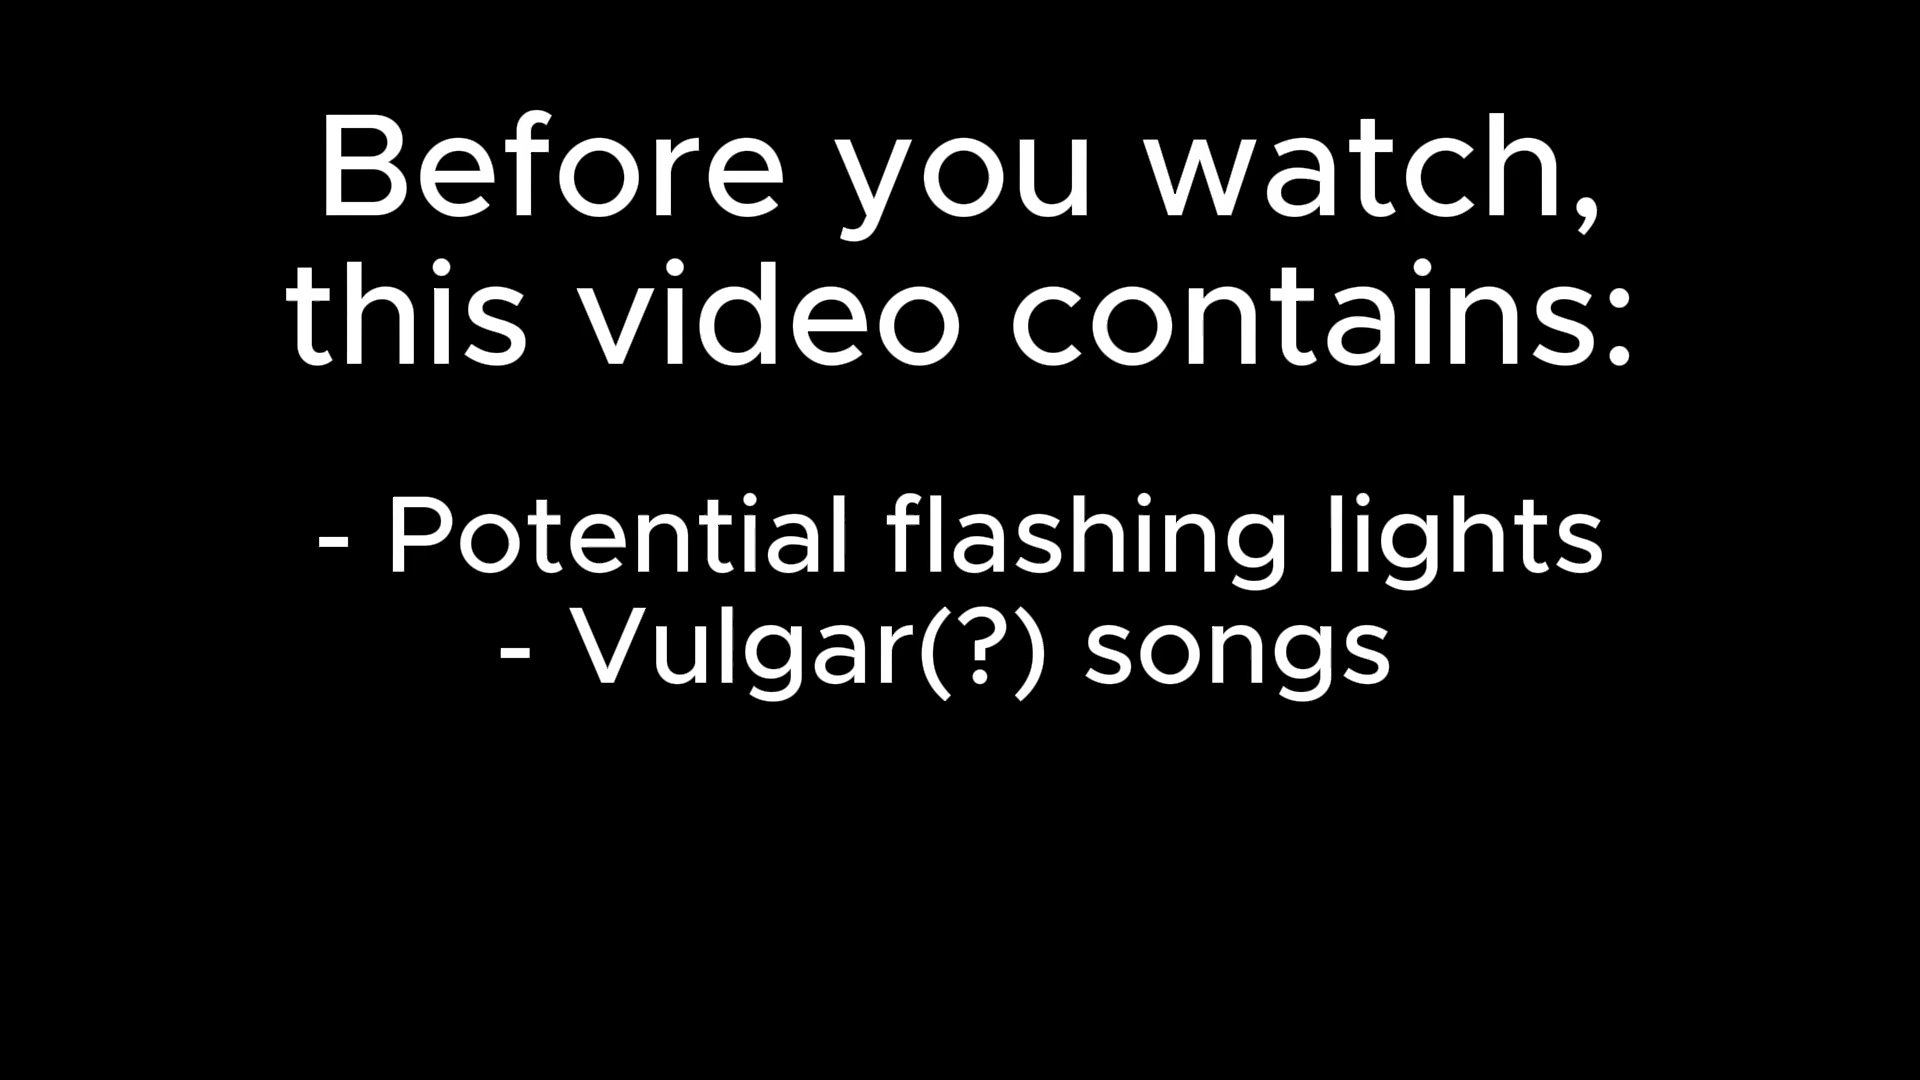 Before you watch,
this video contains:
- Potential flashing lights
- Vulgar(?) songs